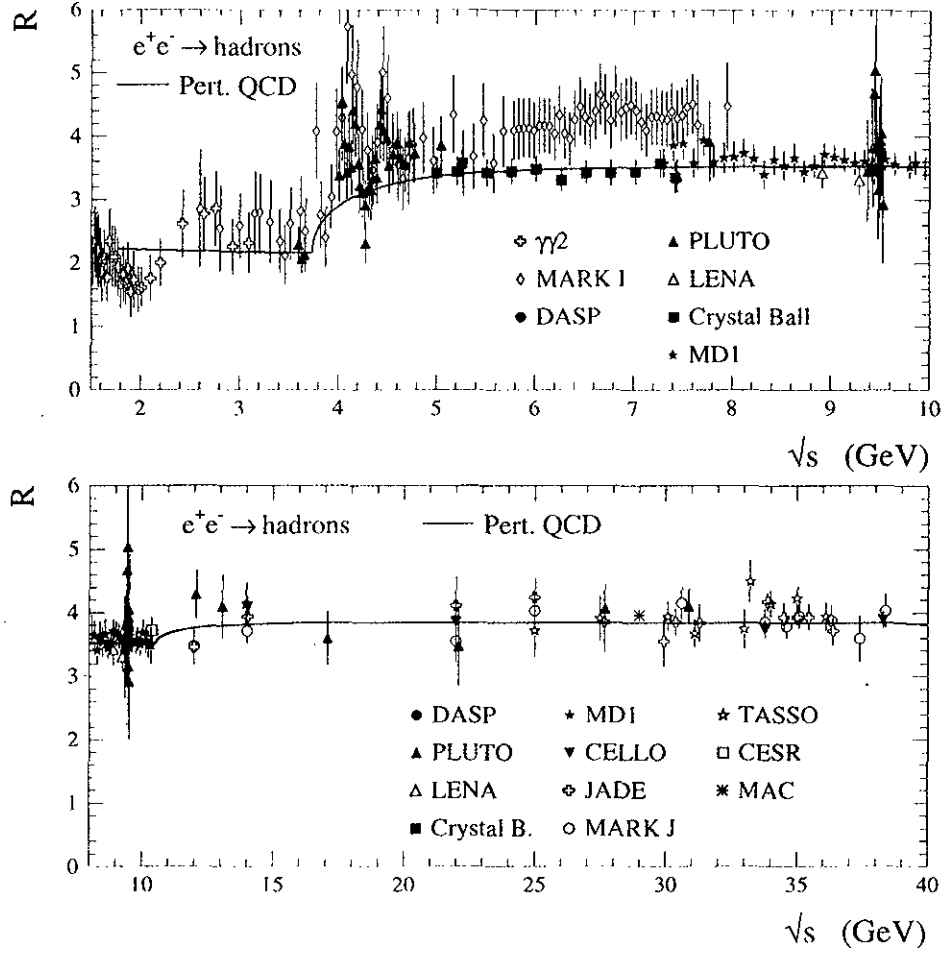 R
6
5
4
3
2
1
0
e⁺e⁻ → hadrons
Pert. QCD
γγ2
MARK I
DASP
PLUTO
LENA
Crystal Ball
MD1
2 3 4 5 6 7 8 9 10
√s (GeV)
R
6
5
4
3
2
1
0
e⁺e⁻ → hadrons
Pert. QCD
DASP MD1 TASSO
PLUTO CELLO CESR
LENA JADE MAC
Crystal B. MARK J
10 15 20 25 30 35 40
√s (GeV)